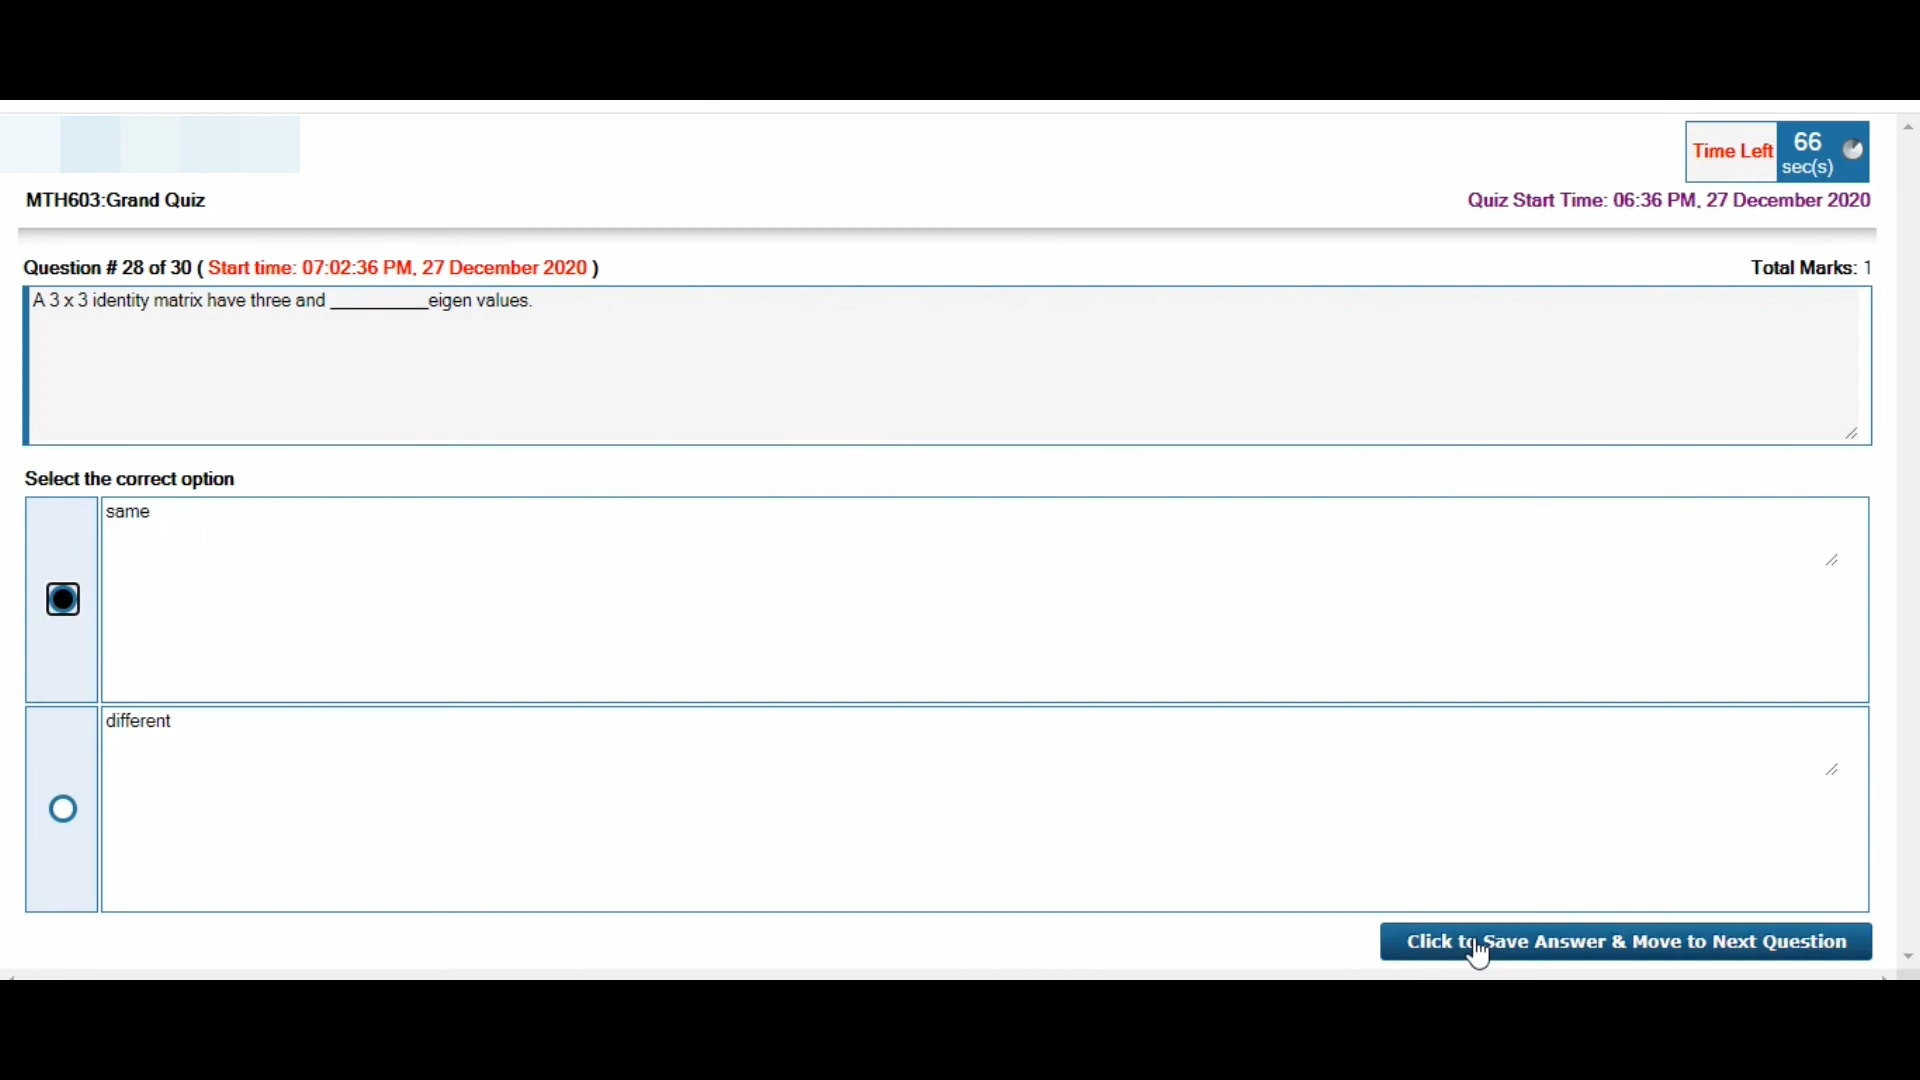 Time Left 66 sec(s)
MTH603:Grand Quiz
Quiz Start Time: 06:36 PM, 27 December 2020
Question # 28 of 30 ( Start time: 07:02:36 PM, 27 December 2020 )
Total Marks: 1
A 3 x 3 identity matrix have three and __________eigen values.
Select the correct option
same
different
Click to Save Answer & Move to Next Question